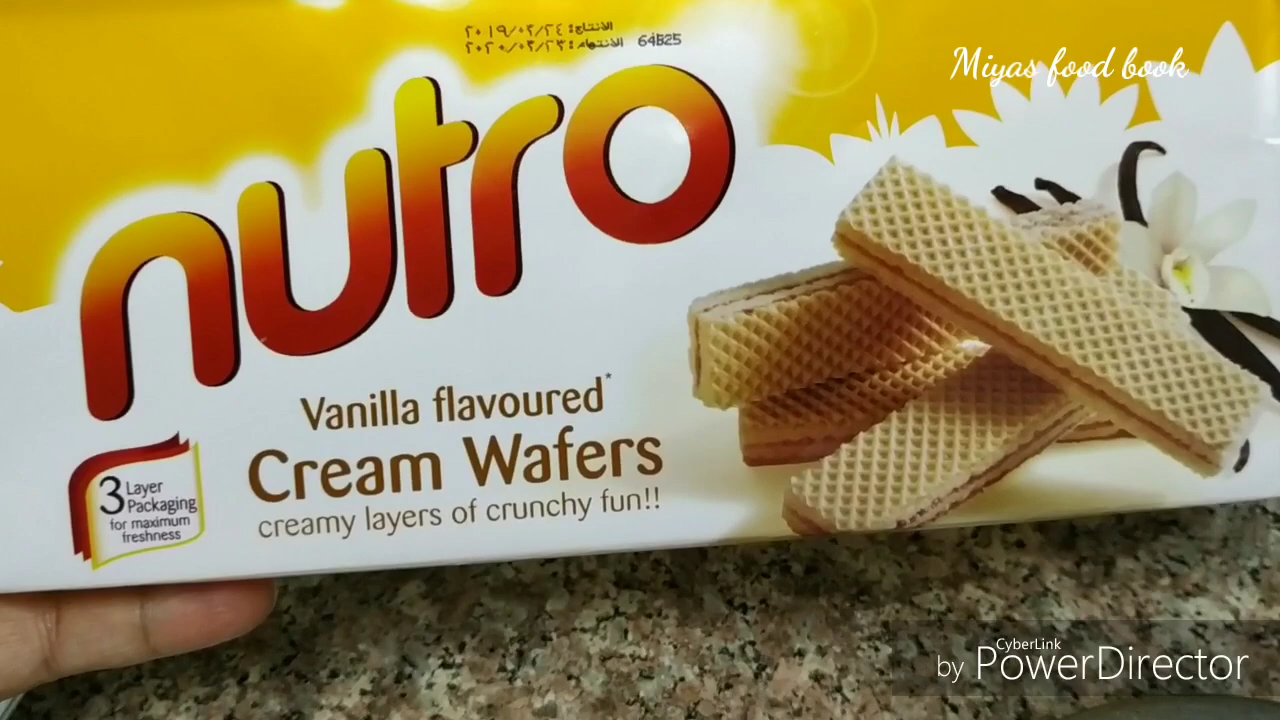 الانتاج: ٢٠١٩/٠٢/٢٤
الانتهاء: ٢٠٢٠/٠٢/٢٣ 64B25
Miyas food book
nutro
Vanilla flavoured*
Cream Wafers
creamy layers of crunchy fun!!
3 Layer
Packaging
for maximum
freshness
CyberLink
by PowerDirector